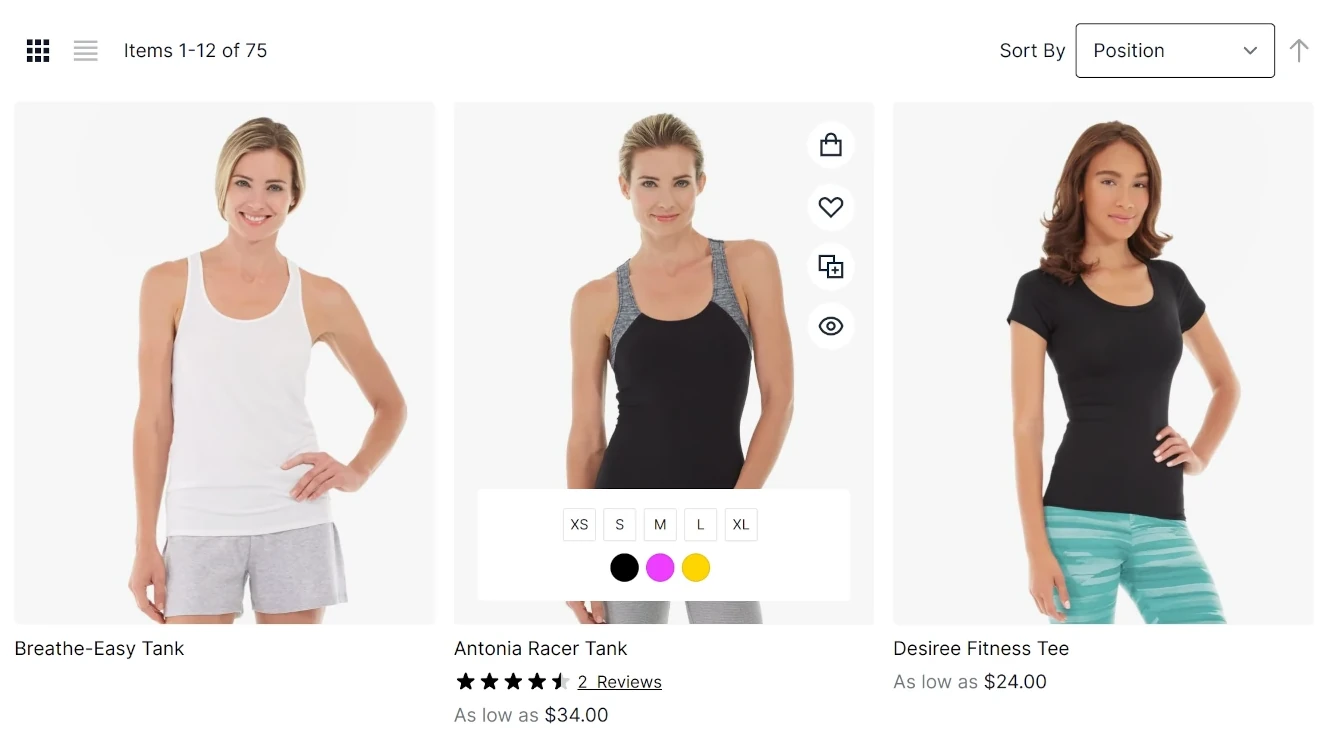 Items 1-12 of 75
Sort By Position
XS S M L XL
Breathe-Easy Tank
Antonia Racer Tank
2 Reviews
As low as $34.00
Desiree Fitness Tee
As low as $24.00